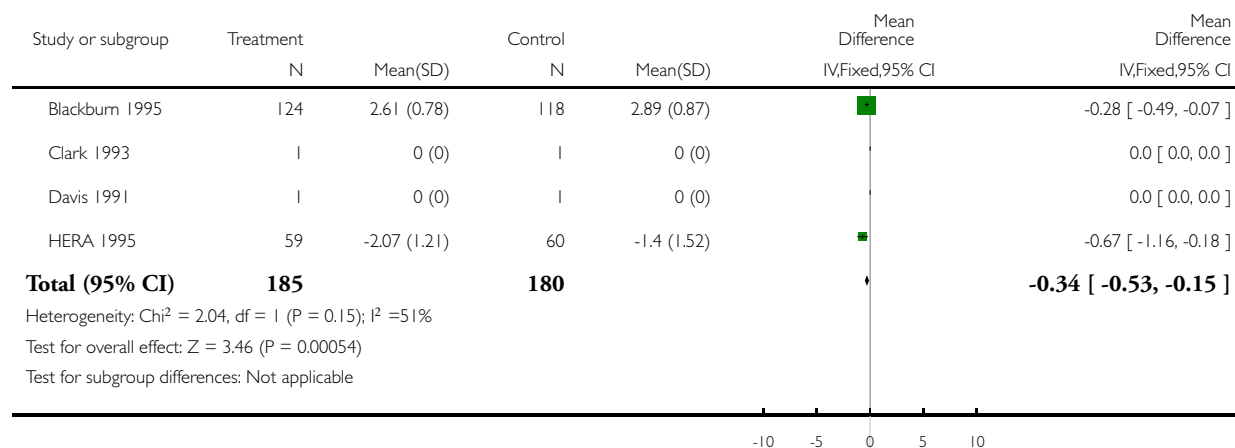 Study or subgroup Treatment Control Mean Difference Mean Difference
N Mean(SD) N Mean(SD) IV,Fixed,95% CI IV,Fixed,95% CI
Blackburn 1995 124 2.61 (0.78) 118 2.89 (0.87) -0.28 [ -0.49, -0.07 ]
Clark 1993 1 0 (0) 1 0 (0) 0.0 [ 0.0, 0.0 ]
Davis 1991 1 0 (0) 1 0 (0) 0.0 [ 0.0, 0.0 ]
HERA 1995 59 -2.07 (1.21) 60 -1.4 (1.52) -0.67 [ -1.16, -0.18 ]
Total (95% CI) 185 180 -0.34 [ -0.53, -0.15 ]
Heterogeneity: Chi² = 2.04, df = 1 (P = 0.15); I² =51%
Test for overall effect: Z = 3.46 (P = 0.00054)
Test for subgroup differences: Not applicable
-10 -5 0 5 10